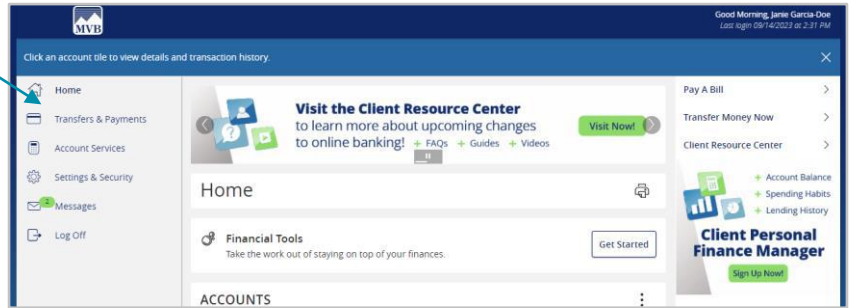 MVB
Good Morning, Janie Garcia-Doe
Last login 09/14/2023 at 2:31 PM
Click an account tile to view details and transaction history.
Home
Transfers & Payments
Account Services
Settings & Security
2
Messages
Log Off
Visit the Client Resource Center
to learn more about upcoming changes
to online banking! + FAQs + Guides + Videos
Visit Now!
Home
Financial Tools
Take the work out of staying on top of your finances.
Get Started
ACCOUNTS
Pay A Bill
Transfer Money Now
Client Resource Center
+ Account Balance
+ Spending Habits
+ Lending History
Client Personal
Finance Manager
Sign Up Now!